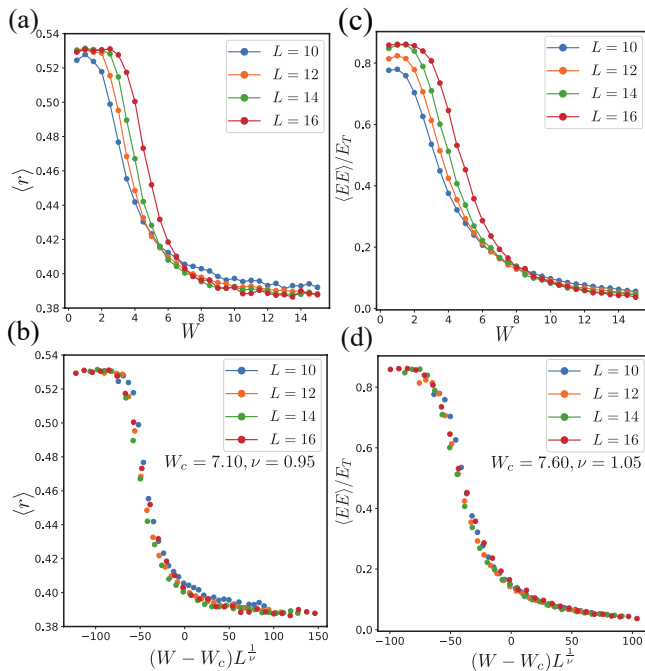 (a)
0.54
0.52
0.50
0.48
0.46
0.44
0.42
0.40
0.38
⟨r⟩
0 2 4 6 8 10 12 14
W
L = 10
L = 12
L = 14
L = 16
(c)
0.8
0.6
0.4
0.2
0.0
⟨EE⟩/E_T
0 2 4 6 8 10 12 14
W
L = 10
L = 12
L = 14
L = 16
(b)
0.54
0.52
0.50
0.48
0.46
0.44
0.42
0.40
0.38
⟨r⟩
−100 −50 0 50 100 150
(W − W_c)L^{1/ν}
L = 10
L = 12
L = 14
L = 16
W_c = 7.10, ν = 0.95
(d)
0.8
0.6
0.4
0.2
0.0
⟨EE⟩/E_T
−100 −50 0 50 100
(W − W_c)L^{1/ν}
L = 10
L = 12
L = 14
L = 16
W_c = 7.60, ν = 1.05